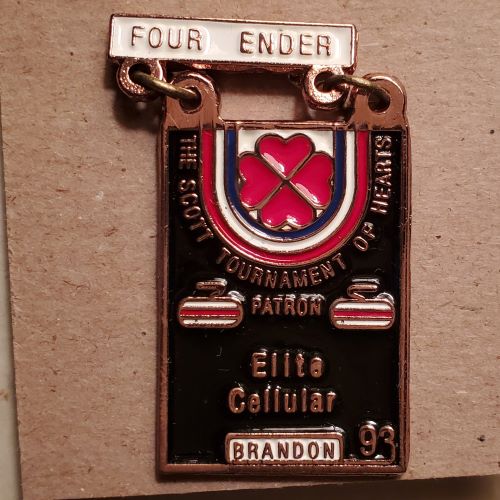 FOUR ENDER
THE SCOTT TOURNAMENT OF HEARTS
PATRON
Elite
Cellular
BRANDON
93